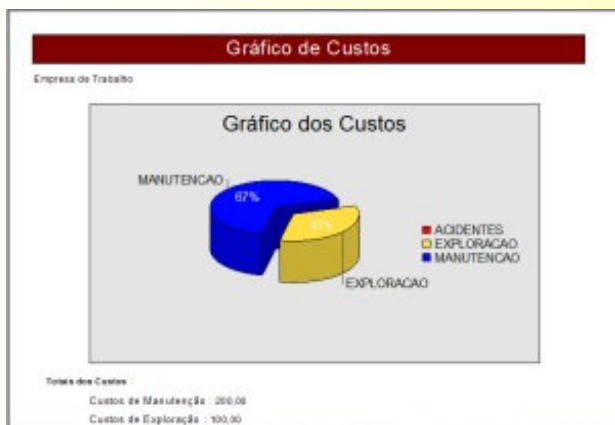 Gráfico de Custos
Empresa de Trabalho
Gráfico dos Custos
MANUTENCAO
67%
33%
ACIDENTES
EXPLORACAO
MANUTENCAO
EXPLORACAO
Totais dos Custos
Custos de Manutenção : 200,00
Custos de Exploração : 100,00